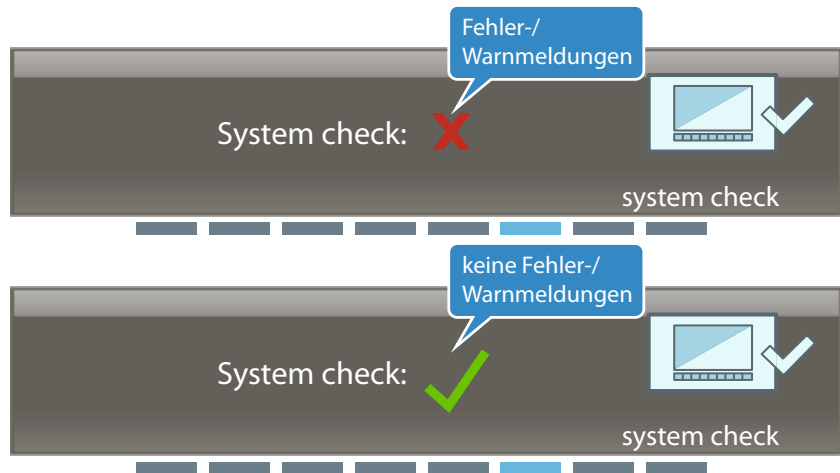 Fehler-/
Warnmeldungen
System check:
system check
keine Fehler-/
Warnmeldungen
System check:
system check